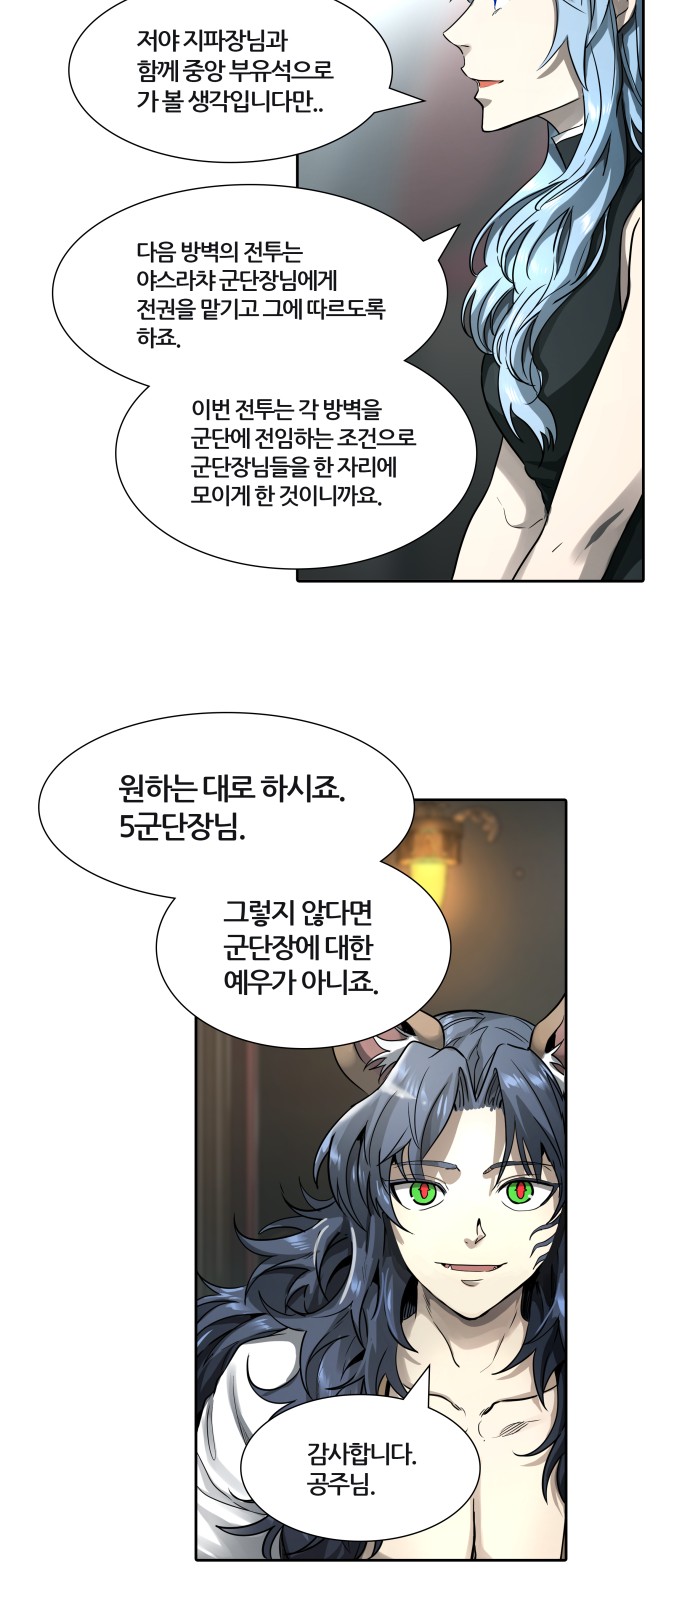 저야 지파장님과
함께 중앙 부유석으로
가 볼 생각입니다만..
다음 방벽의 전투는
야스라챠 군단장님에게
전권을 맡기고 그에 따르도록
하죠.
이번 전투는 각 방벽을
군단에 전임하는 조건으로
군단장님들을 한 자리에
모이게 한 것이니까요.
원하는 대로 하시죠.
5군단장님.
그렇지 않다면
군단장에 대한
예우가 아니죠.
감사합니다.
공주님.